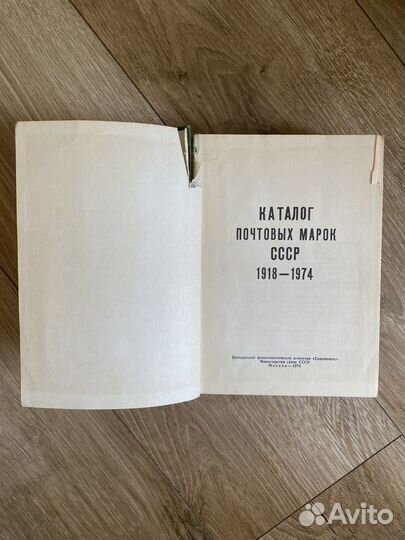 КАТАЛОГ
ПОЧТОВЫХ МАРОК
СССР
1918—1974
Центральное филателистическое агентство «Союзпечать»
Министерства связи СССР
Москва—1976
Avito